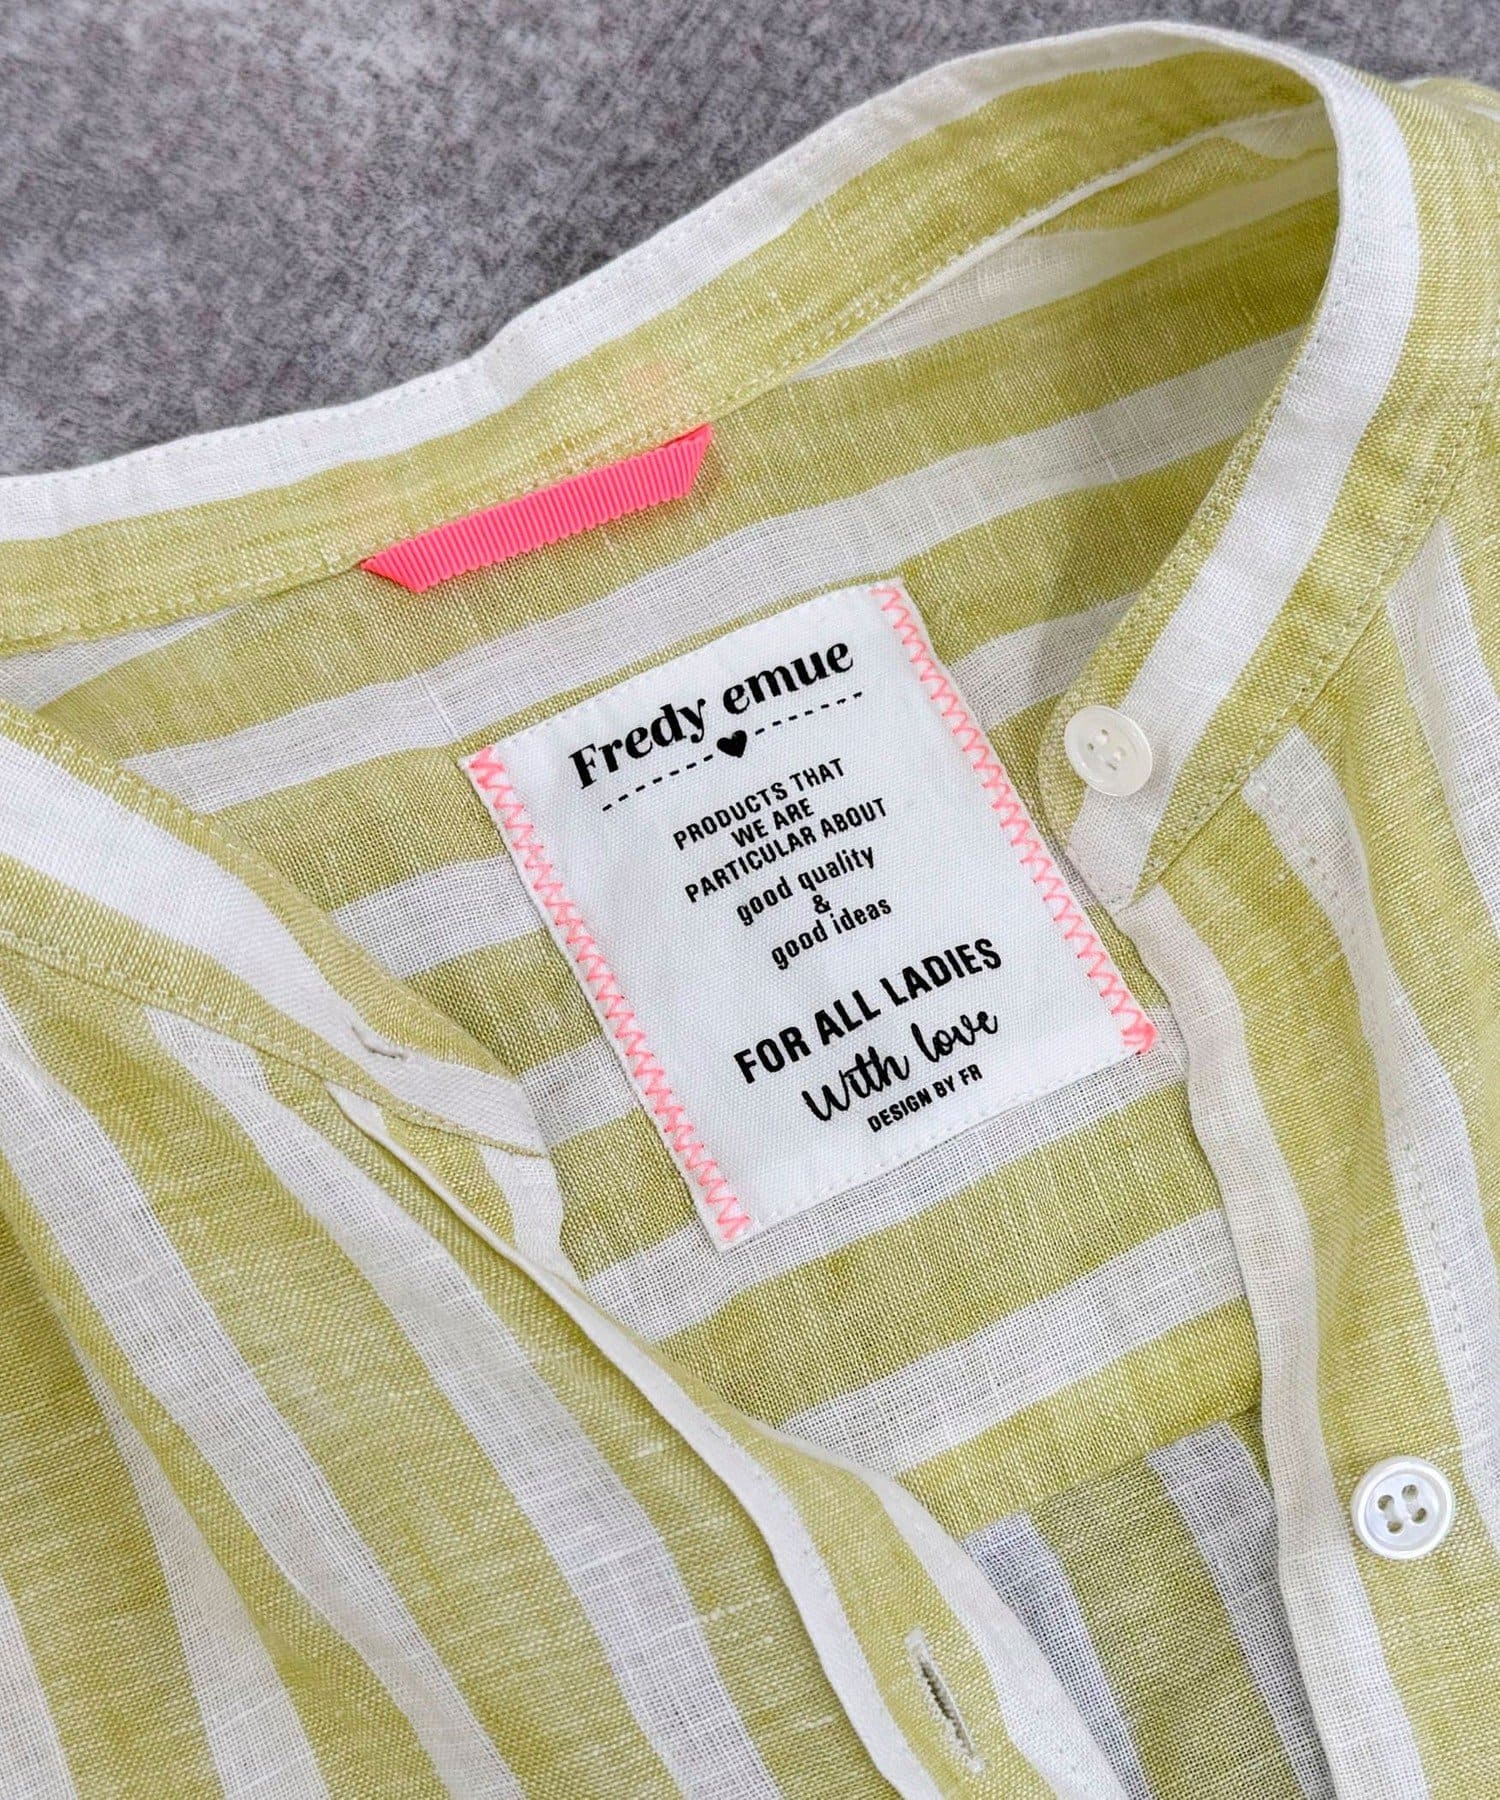 Fredy emue
PRODUCTS THAT
WE ARE
PARTICULAR ABOUT
good quality
&
good ideas
FOR ALL LADIES
With love
DESIGN BY FR